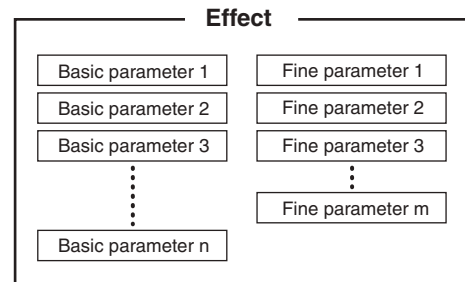 Effect
Basic parameter 1
Basic parameter 2
Basic parameter 3
Basic parameter n
Fine parameter 1
Fine parameter 2
Fine parameter 3
Fine parameter m